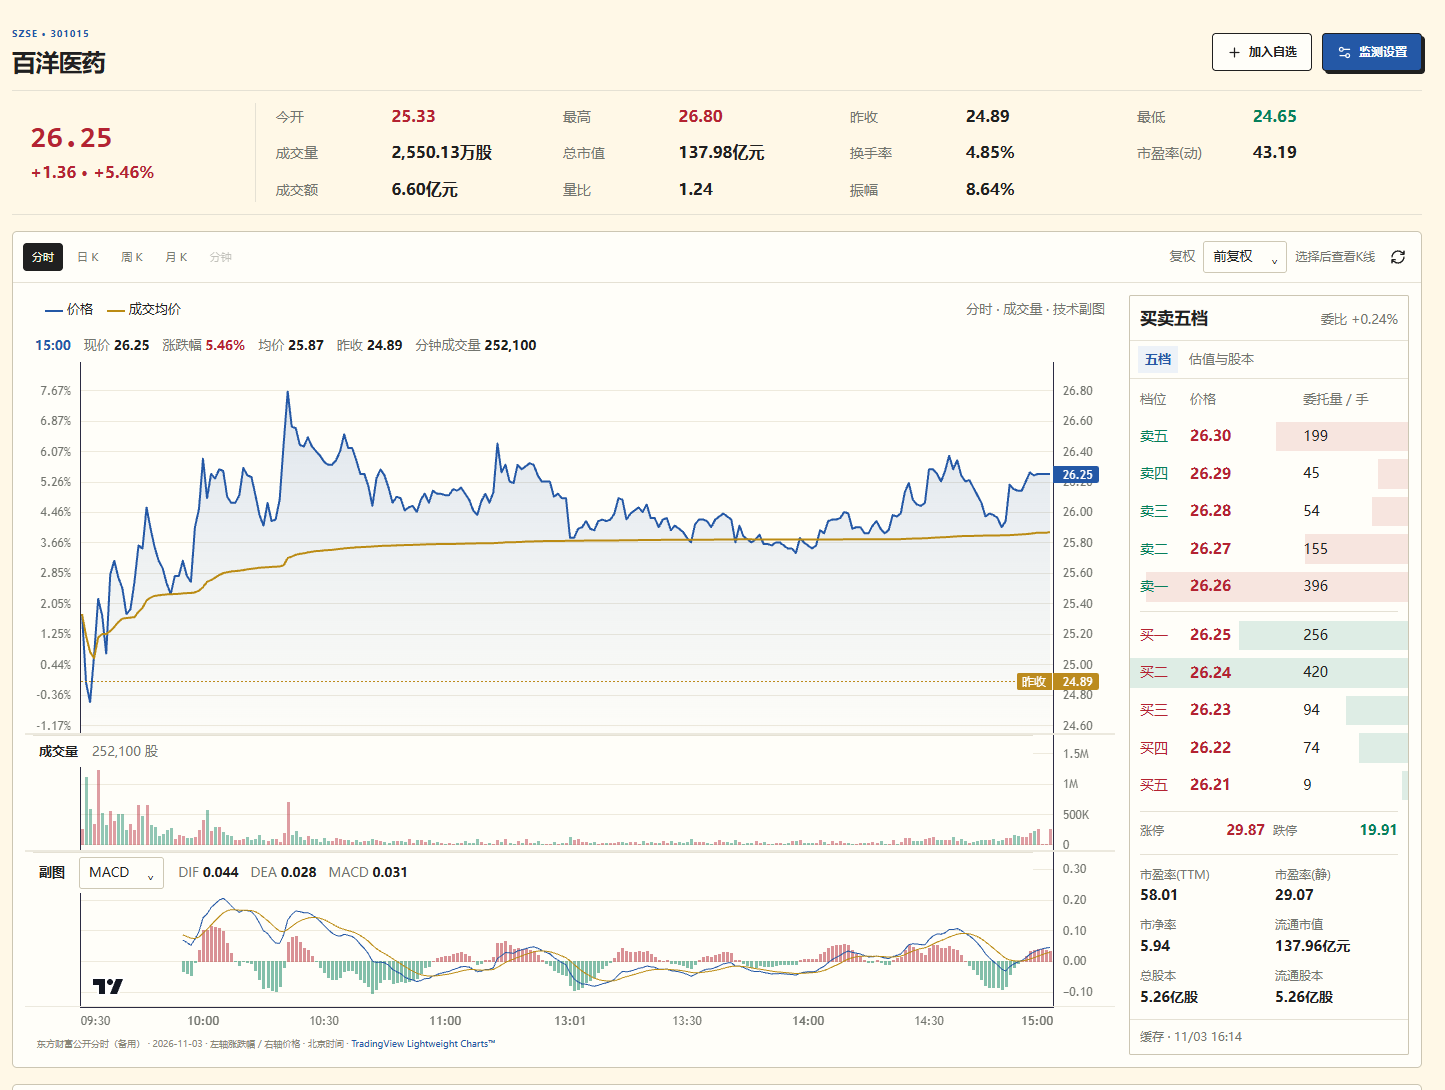 SZSE • 301015
百洋医药
加入自选
监测设置
26.25
+1.36 • +5.46%
今开 25.33 最高 26.80 昨收 24.89 最低 24.65
成交量 2,550.13万股 总市值 137.98亿元 换手率 4.85% 市盈率(动) 43.19
成交额 6.60亿元 量比 1.24 振幅 8.64%
分时 日 K 周 K 月 K 分钟
复权 前复权 选择后查看K线
价格 成交均价
分时 · 成交量 · 技术副图
15:00 现价 26.25 涨跌幅 5.46% 均价 25.87 昨收 24.89 分钟成交量 252,100
7.67% 26.80
6.87% 26.60
6.07% 26.40
26.25
5.26% 26.20
4.46% 26.00
3.66% 25.80
2.85% 25.60
2.05% 25.40
1.25% 25.20
0.44% 25.00
昨收 24.89
-0.36% 24.80
-1.17% 24.60
成交量 252,100 股
1.5M
1M
500K
0
副图 MACD DIF 0.044 DEA 0.028 MACD 0.031
0.30
0.20
0.10
0.00
-0.10
09:30 10:00 10:30 11:00 13:01 13:30 14:00 14:30 15:00
东方财富公开分时（备用） · 2026-11-03 · 左轴涨跌幅 / 右轴价格 · 北京时间 · TradingView Lightweight Charts™
买卖五档 委比 +0.24%
五档 估值与股本
档位 价格 委托量 / 手
卖五 26.30 199
卖四 26.29 45
卖三 26.28 54
卖二 26.27 155
卖一 26.26 396
买一 26.25 256
买二 26.24 420
买三 26.23 94
买四 26.22 74
买五 26.21 9
涨停 29.87 跌停 19.91
市盈率(TTM) 市盈率(静)
58.01 29.07
市净率 流通市值
5.94 137.96亿元
总股本 流通股本
5.26亿股 5.26亿股
缓存 · 11/03 16:14